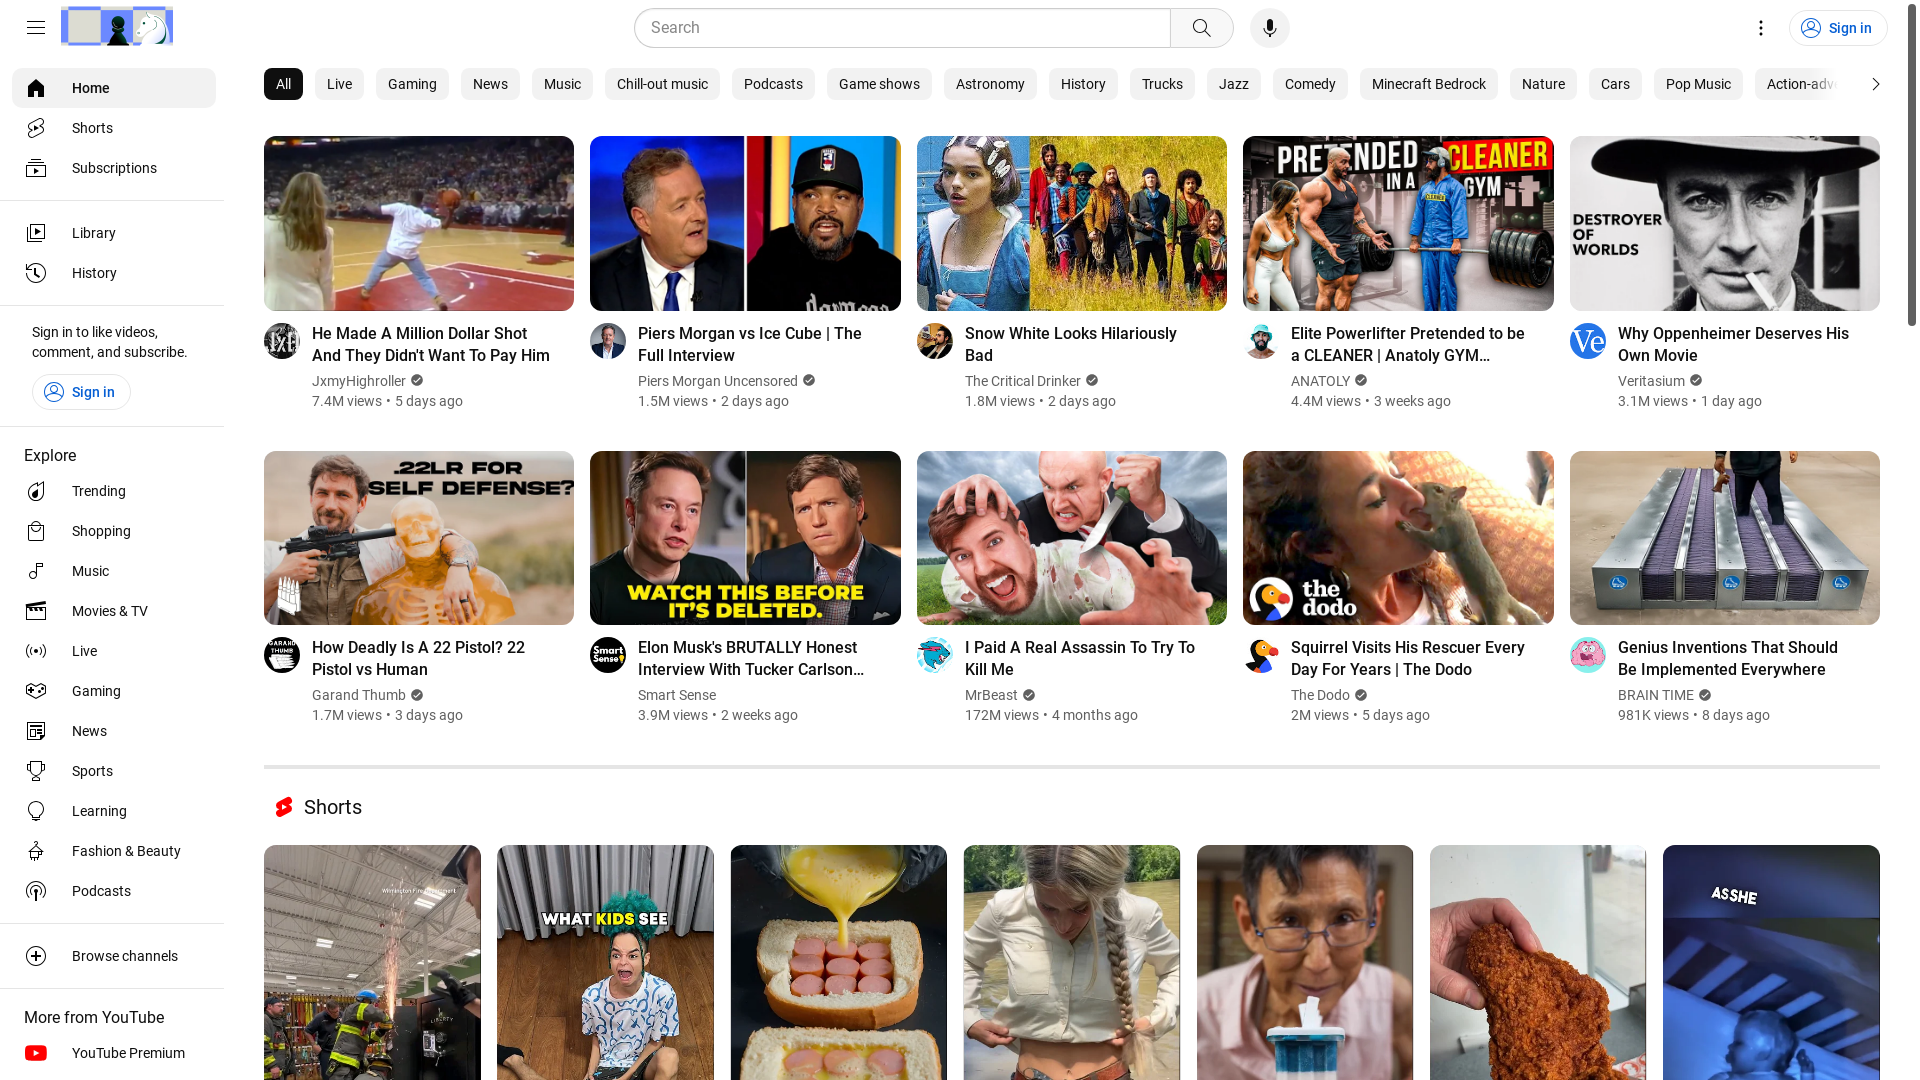 Search
Sign in
Home
Shorts
Subscriptions
Library
History
Sign in to like videos,
comment, and subscribe.
Sign in
Explore
Trending
Shopping
Music
Movies & TV
Live
Gaming
News
Sports
Learning
Fashion & Beauty
Podcasts
Browse channels
More from YouTube
YouTube Premium
All
Live
Gaming
News
Music
Chill-out music
Podcasts
Game shows
Astronomy
History
Trucks
Jazz
Comedy
Minecraft Bedrock
Nature
Cars
Pop Music
Action-adv
He Made A Million Dollar Shot
And They Didn't Want To Pay Him
JxmyHighroller
7.4M views • 5 days ago
Piers Morgan vs Ice Cube | The
Full Interview
Piers Morgan Uncensored
1.5M views • 2 days ago
Snow White Looks Hilariously
Bad
The Critical Drinker
1.8M views • 2 days ago
PRETENDED CLEANER
IN A GYM
CLEANER
Elite Powerlifter Pretended to be
a CLEANER | Anatoly GYM…
ANATOLY
4.4M views • 3 weeks ago
DESTROYER
OF
WORLDS
Ve
Why Oppenheimer Deserves His
Own Movie
Veritasium
3.1M views • 1 day ago
.22LR FOR
SELF DEFENSE?
GARAND
THUMB
How Deadly Is A 22 Pistol? 22
Pistol vs Human
Garand Thumb
1.7M views • 3 days ago
WATCH THIS BEFORE
IT'S DELETED.
Smart
Sense
Elon Musk's BRUTALLY Honest
Interview With Tucker Carlson…
Smart Sense
3.9M views • 2 weeks ago
I Paid A Real Assassin To Try To
Kill Me
MrBeast
172M views • 4 months ago
the
dodo
Squirrel Visits His Rescuer Every
Day For Years | The Dodo
The Dodo
2M views • 5 days ago
Genius Inventions That Should
Be Implemented Everywhere
BRAIN TIME
981K views • 8 days ago
Shorts
Wilmington Fire Department
LIBERTY
WHAT KIDS SEE
ASSHE